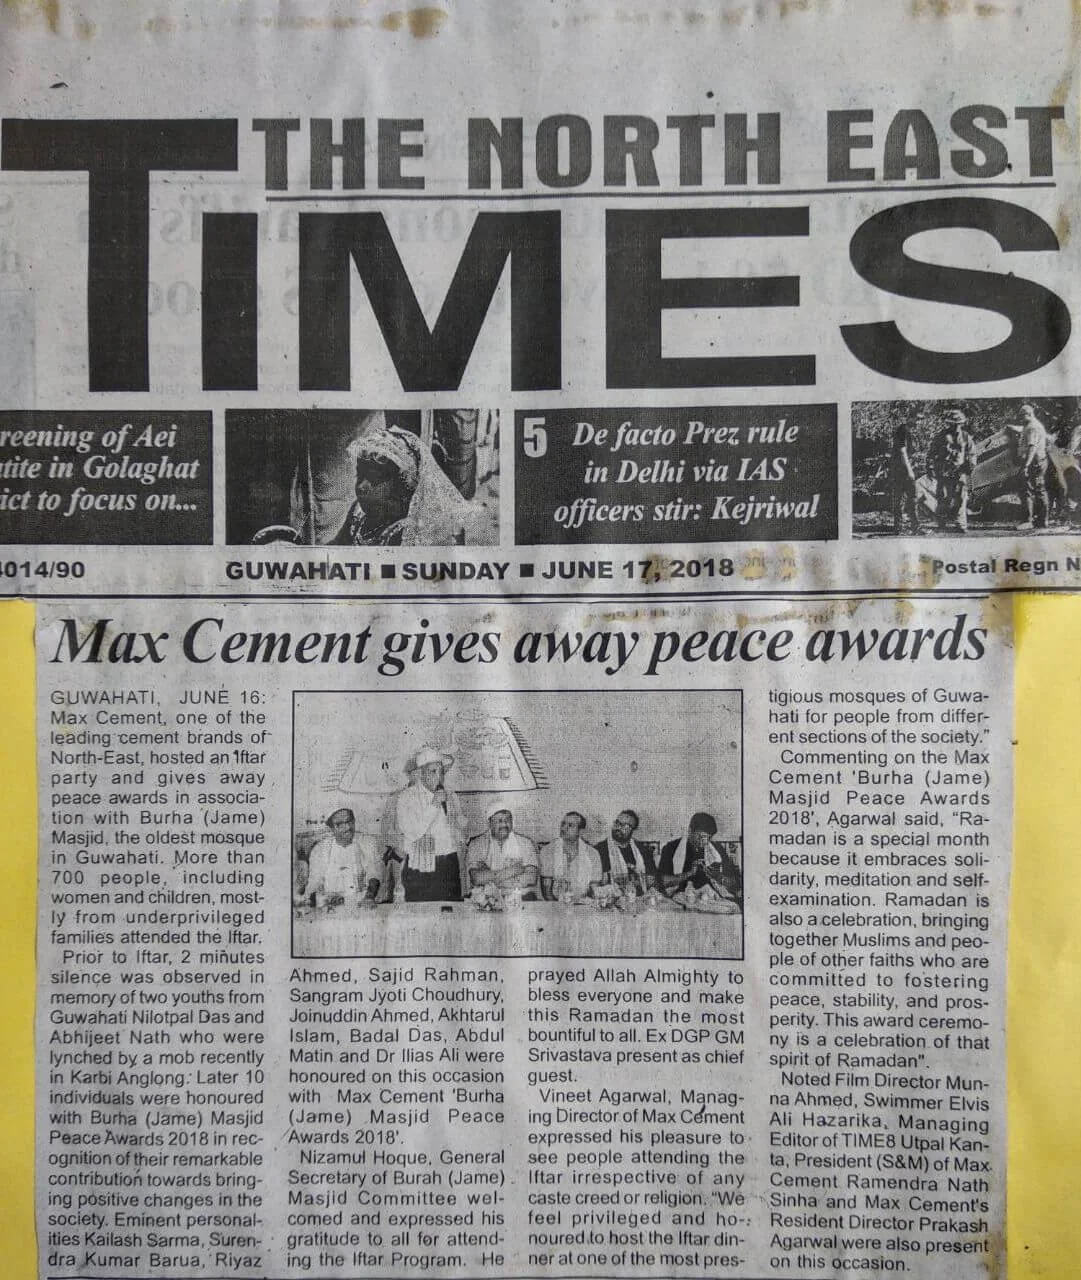 THE NORTH EAST
TIMES
reening of Aei
tite in Golaghat
ict to focus on...
5
De facto Prez rule
in Delhi via IAS
officers stir: Kejriwal
4014/90
GUWAHATI ■ SUNDAY ■ JUNE 17, 2018
Postal Regn N
Max Cement gives away peace awards
GUWAHATI, JUNE 16:
Max Cement, one of the
leading cement brands of
North-East, hosted an Iftar
party and gives away
peace awards in associa-
tion with Burha (Jame)
Masjid, the oldest mosque
in Guwahati. More than
700 people, including
women and children, most-
ly from underprivileged
families attended the Iftar.
Prior to Iftar, 2 minutes
silence was observed in
memory of two youths from
Guwahati Nilotpal Das and
Abhijeet Nath who were
lynched by a mob recently
in Karbi Anglong. Later 10
individuals were honoured
with Burha (Jame) Masjid
Peace Awards 2018 in rec-
ognition of their remarkable
contribution towards bring-
ing positive changes in the
society. Eminent personal-
ities Kailash Sarma, Suren-
dra Kumar Barua, Riyaz
Ahmed, Sajid Rahman,
Sangram Jyoti Choudhury,
Joinuddin Ahmed, Akhtarul
Islam, Badal Das, Abdul
Matin and Dr Ilias Ali were
honoured on this occasion
with Max Cement 'Burha
(Jame) Masjid Peace
Awards 2018'.
Nizamul Hoque, General
Secretary of Burah (Jame)
Masjid Committee wel-
comed and expressed his
gratitude to all for attend-
ing the Iftar Program. He
prayed Allah Almighty to
bless everyone and make
this Ramadan the most
bountiful to all. Ex DGP GM
Srivastava present as chief
guest.
Vineet Agarwal, Manag-
ing Director of Max Cement
expressed his pleasure to
see people attending the
Iftar irrespective of any
caste creed or religion. "We
feel privileged and ho-
noured to host the Iftar din-
ner at one of the most pres-
tigious mosques of Guwa-
hati for people from differ-
ent sections of the society."
Commenting on the Max
Cement 'Burha (Jame)
Masjid Peace Awards
2018', Agarwal said, "Ra-
madan is a special month
because it embraces soli-
darity, meditation and self-
examination. Ramadan is
also a celebration, bringing
together Muslims and peo-
ple of other faiths who are
committed to fostering
peace, stability, and pros-
perity. This award ceremo-
ny is a celebration of that
spirit of Ramadan".
Noted Film Director Mun-
na Ahmed, Swimmer Elvis
Ali Hazarika, Managing
Editor of TIME8 Utpal Kan-
ta, President (S&M) of Max
Cement Ramendra Nath
Sinha and Max Cement's
Resident Director Prakash
Agarwal were also present
on this occasion.